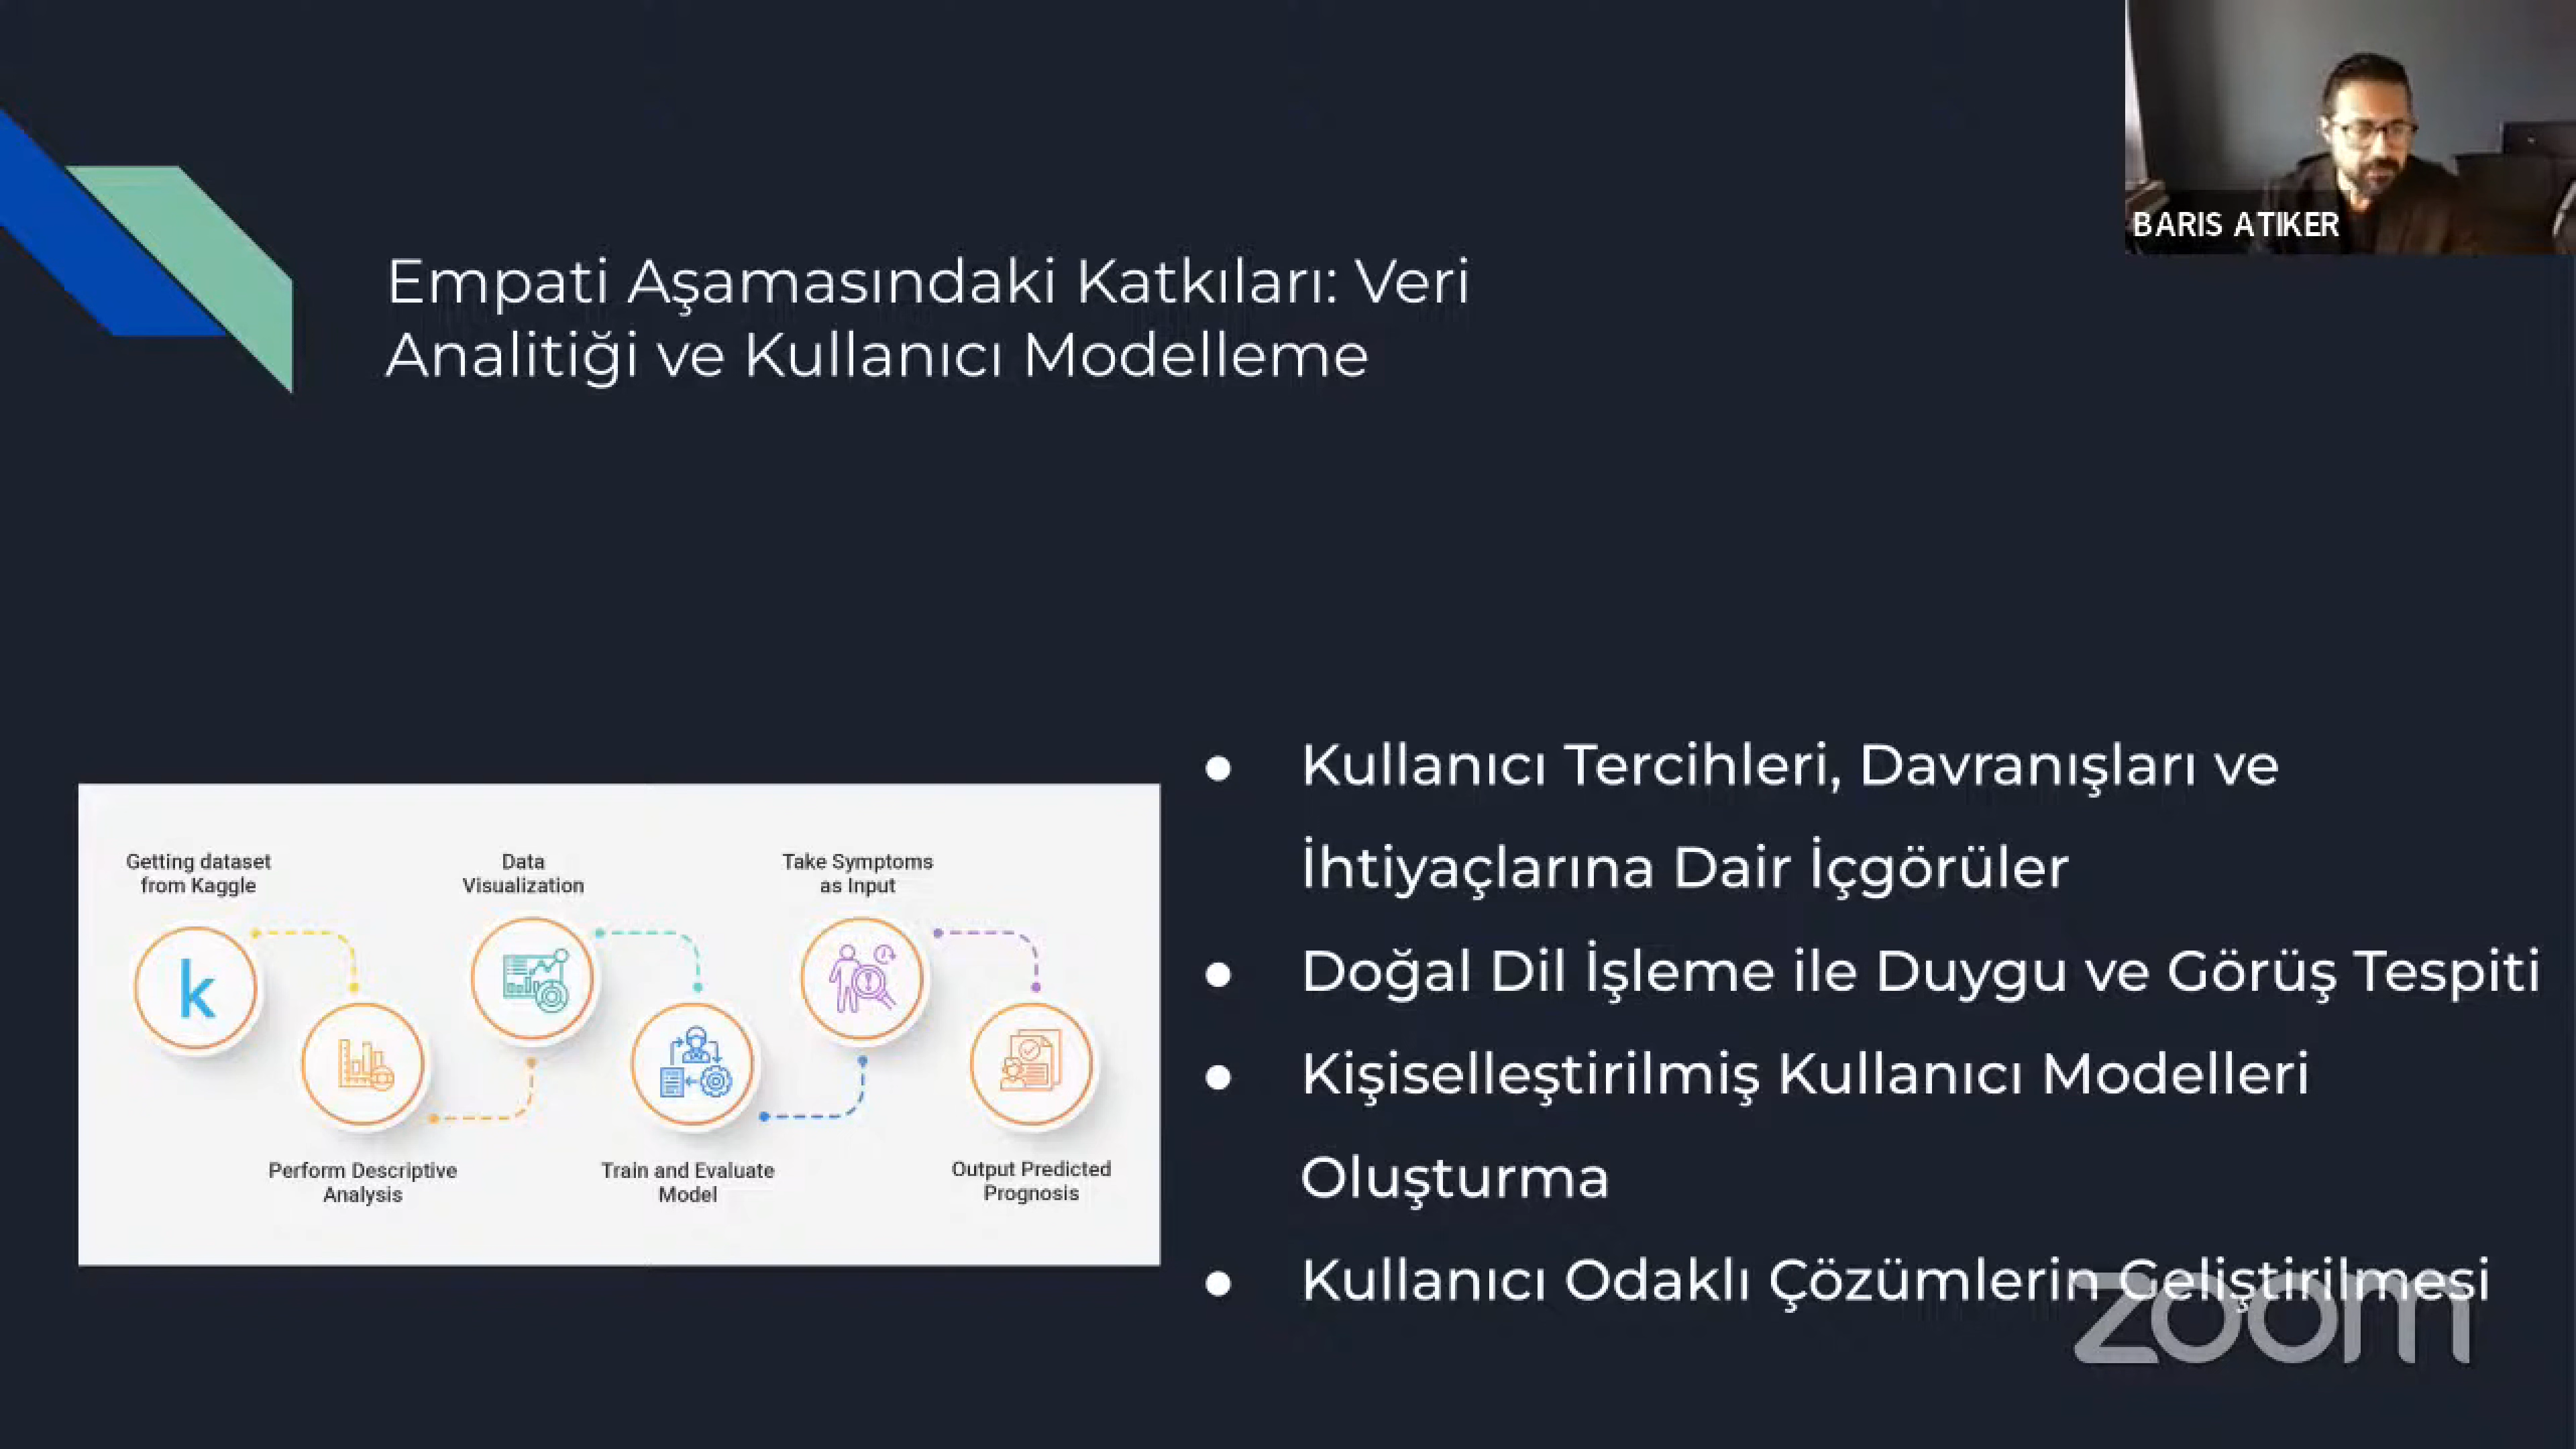 BARIS ATIKER
Empati Aşamasındaki Katkıları: Veri
Analitiği ve Kullanıcı Modelleme
Getting dataset
from Kaggle
Data
Visualization
Take Symptoms
as Input
k
Perform Descriptive
Analysis
Train and Evaluate
Model
Output Predicted
Prognosis
● Kullanıcı Tercihleri, Davranışları ve
İhtiyaçlarına Dair İçgörüler
● Doğal Dil İşleme ile Duygu ve Görüş Tespiti
● Kişiselleştirilmiş Kullanıcı Modelleri
Oluşturma
● Kullanıcı Odaklı Çözümlerin Geliştirilmesi
zoom